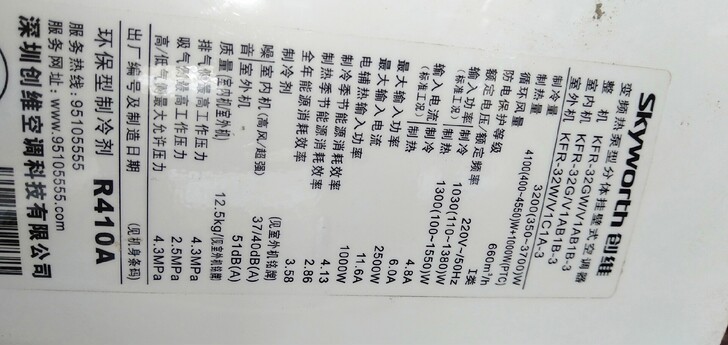 Skyworth 创维
变频热泵型分体挂壁式空调器
整 机 KFR-32GW/V1AB1B-3
室内机 KFR-32G/V1AB1B-3
室外机 KFR-32W/V1C1A-3
制冷量 3200(350~3700)W
制热量 4100(400~4550)W+1000W(PTC)
循环风量 660m³/h
防电保护等级 I类
额定电压/额定频率 220V~/50Hz
输入功率 制冷 1030(110~1380)W
(标准工况) 制热 1300(100~1550)W
输入电流 制冷 4.8A
(标准工况) 制热 6.0A
最大输入功率 2500W
最大输入电流 11.6A
电辅热输入功率 1000W
制冷季节能源消耗效率 4.13
制热季节能源消耗效率 2.86
全年能源消耗效率 3.58
制冷剂 (见室外机铭牌)
噪 室内机(高风/超强) 37/40dB(A)
音 室外机 51dB(A)
质量(室内机/室外机) 12.5kg/(见室外机铭牌)
排气侧最高工作压力 4.3MPa
吸气侧最高工作压力 2.5MPa
高/低气侧最大允许压力 4.3MPa
出厂编号及制造日期 (见机身条码)
环保型制冷剂 R410A
服务热线:95105555
服务网址:www.95105555.com
深圳创维空调科技有限公司